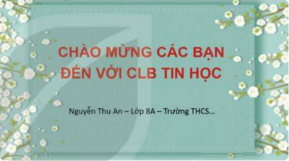 CHÀO MỪNG CÁC BẠN
ĐẾN VỚI CLB TIN HỌC
Nguyễn Thu An – Lớp 8A – Trường THCS...